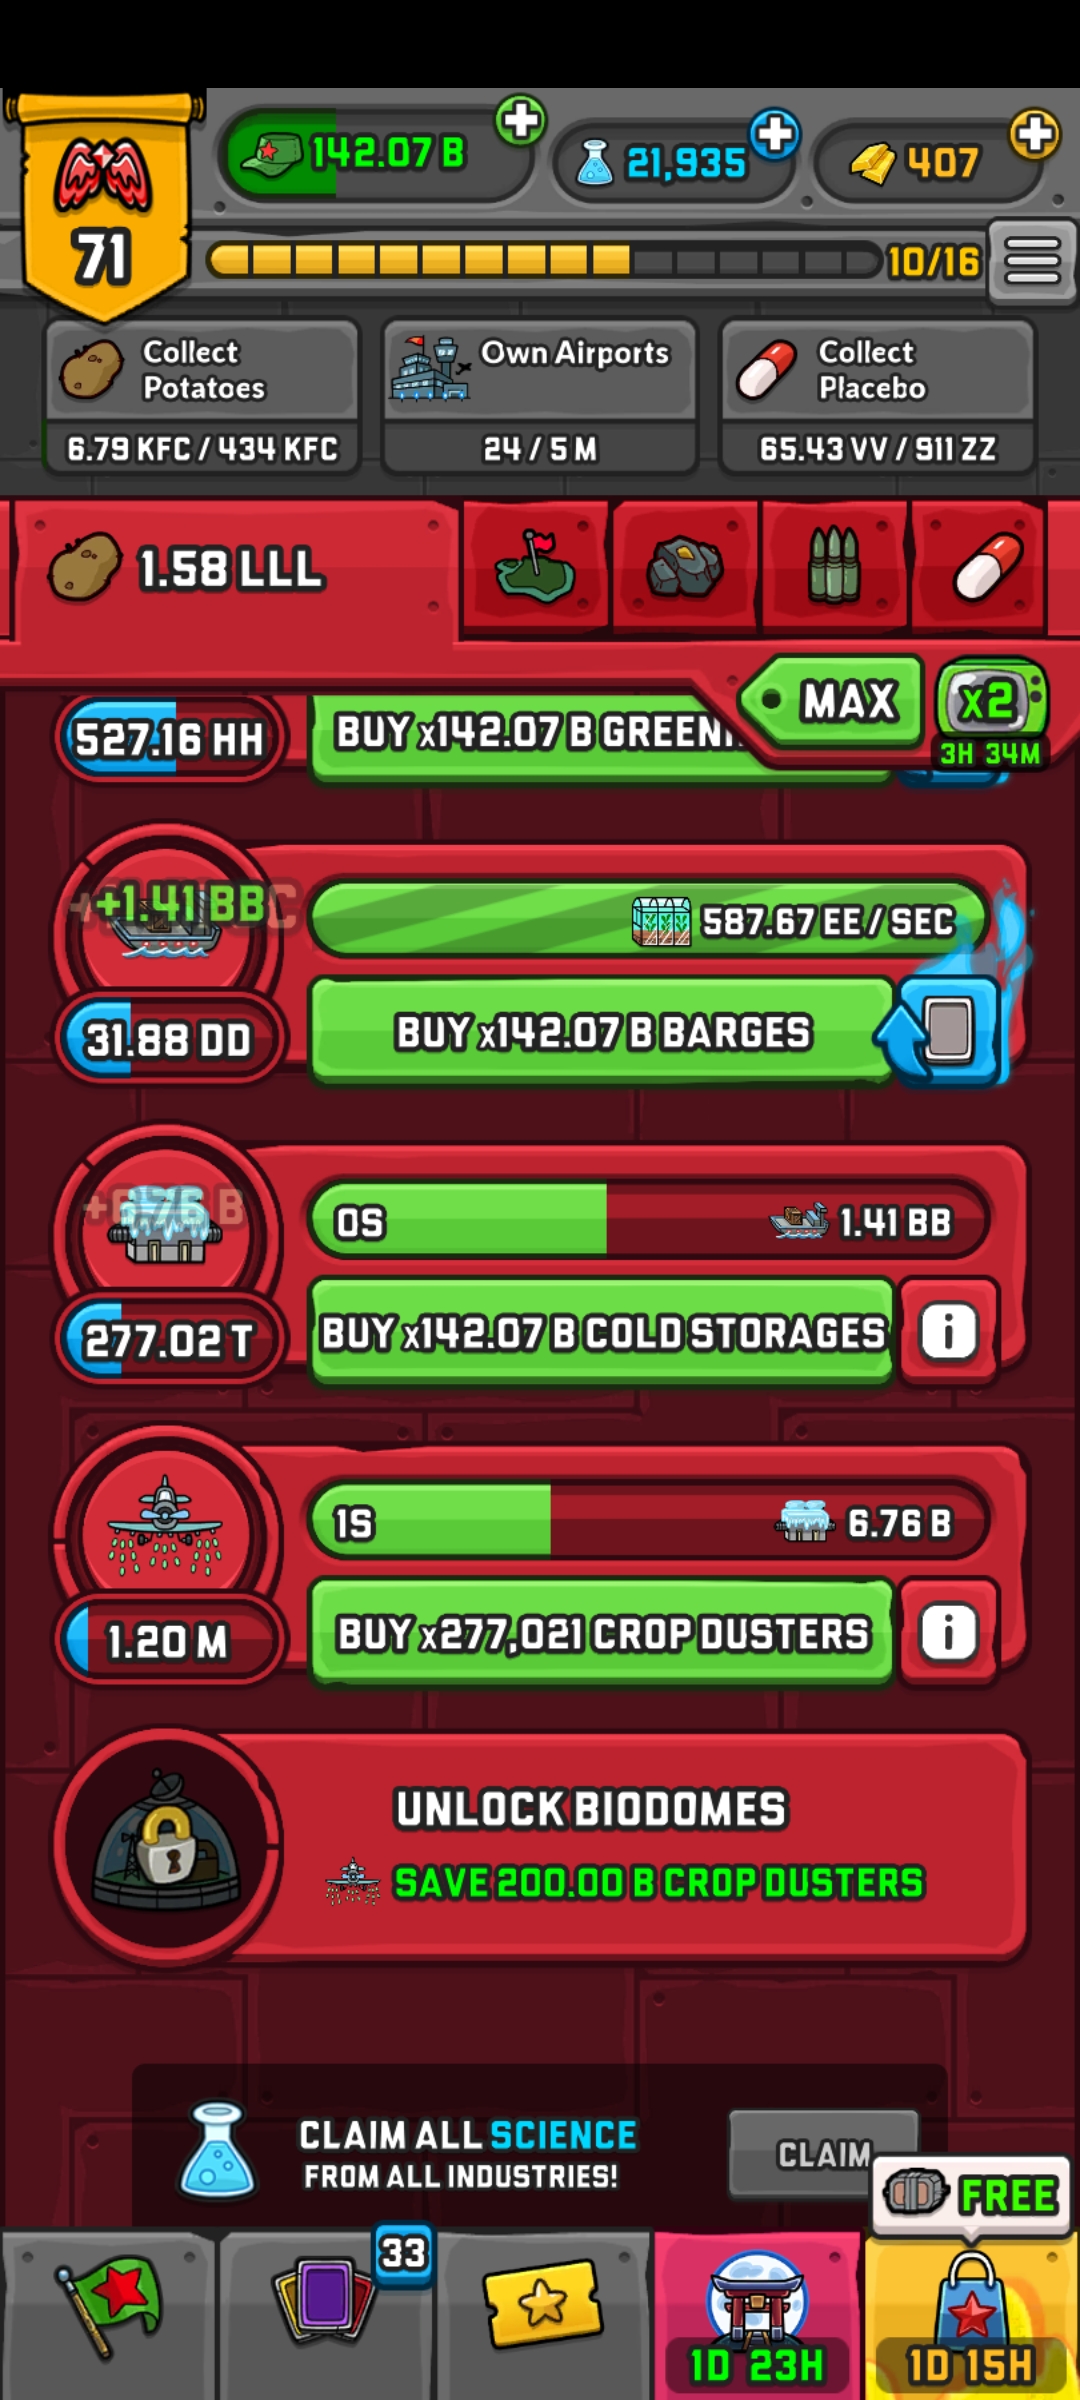 142.07 B
21,935
407
71
10/16
Collect
Potatoes
6.79 KFC / 434 KFC
Own Airports
24 / 5 M
Collect
Placebo
65.43 VV / 911 ZZ
1.58 LLL
MAX
x2
3H 34M
527.16 HH
BUY x142.07 B
+1.41 BB
587.67 EE / SEC
31.88 DD
BUY x142.07 B BARGES
+6.76 B
0S
1.41 BB
277.02 T
BUY x142.07 B COLD STORAGES
i
1S
6.76 B
1.20 M
BUY x277,021 CROP DUSTERS
i
UNLOCK BIODOMES
SAVE 200.00 B CROP DUSTERS
CLAIM ALL SCIENCE
FROM ALL INDUSTRIES!
CLAIM
FREE
33
1D 23H
1D 15H